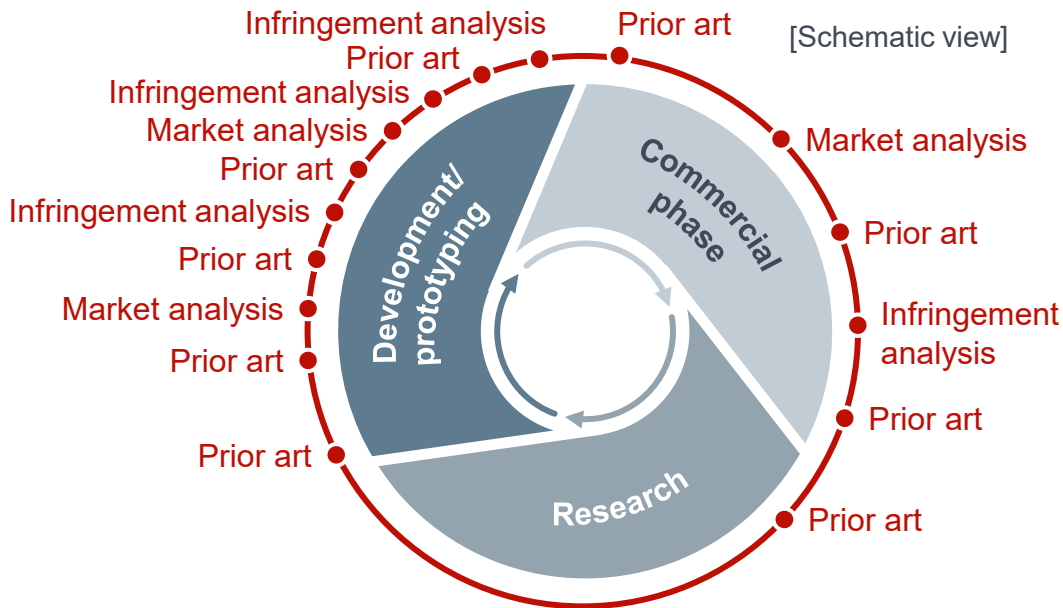 Infringement analysis
Prior art
[Schematic view]
Prior art
Infringement analysis
Market analysis
Market analysis
Prior art
Infringement analysis
Prior art
Prior art
Market analysis
Infringement
analysis
Prior art
Prior art
Prior art
Prior art
Development/
prototyping
Commercial
phase
Research